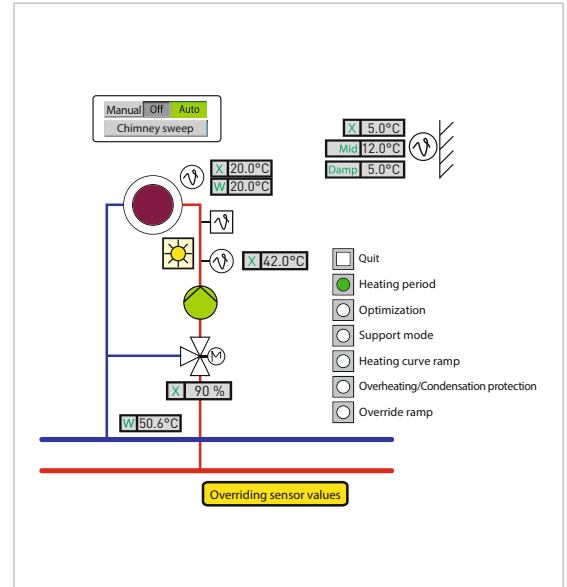 Manual Off Auto
Chimney sweep
X 5.0°C
Mid 12.0°C
Damp 5.0°C
X 20.0°C
W 20.0°C
X 42.0°C
Quit
Heating period
Optimization
Support mode
Heating curve ramp
Overheating/Condensation protection
Override ramp
M
X 90 %
W 50.6°C
Overriding sensor values